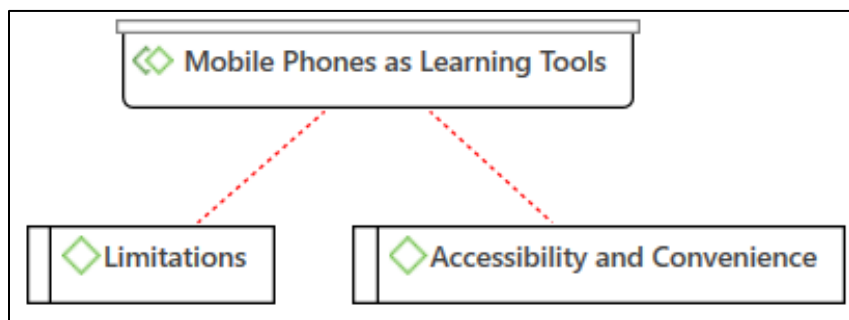 Mobile Phones as Learning Tools
Limitations
Accessibility and Convenience